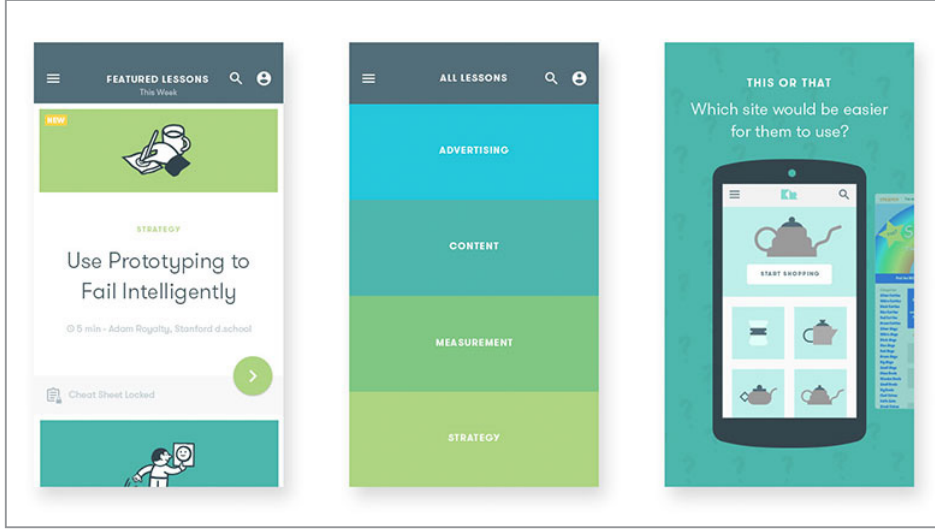 FEATURED LESSONS
This Week
NEW
STRATEGY
Use Prototyping to
Fail Intelligently
5 min - Adam Royalty, Stanford d.school
Cheat Sheet Locked
ALL LESSONS
ADVERTISING
CONTENT
MEASUREMENT
STRATEGY
THIS OR THAT
Which site would be easier
for them to use?
START SHOPPING